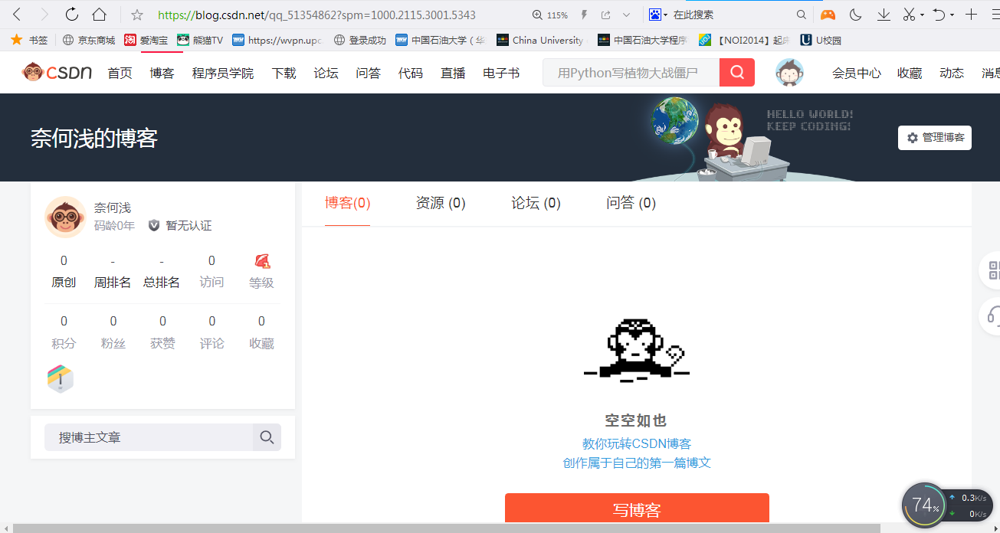 https://blog.csdn.net/qq_51354862?spm=1000.2115.3001.5343 115% 在此搜索
书签 京东商城 爱淘宝 熊猫TV https://wvpn.upc 登录成功 中国石油大学（华 China University 中国石油大学程序 【NOI2014】起 U校园
CSDN 首页 博客 程序员学院 下载 论坛 问答 代码 直播 电子书 用Python写植物大战僵尸 会员中心 收藏 动态 消息
HELLO WORLD!
KEEP CODING!
奈何浅的博客
管理博客
奈何浅
码龄0年 暂无认证
0 - - 0 1
原创 周排名 总排名 访问 等级
0 0 0 0 0
积分 粉丝 获赞 评论 收藏
搜博主文章
博客(0) 资源 (0) 论坛 (0) 问答 (0)
空空如也
教你玩转CSDN博客
创作属于自己的第一篇博文
写博客
74% 0.3K/s
0K/s